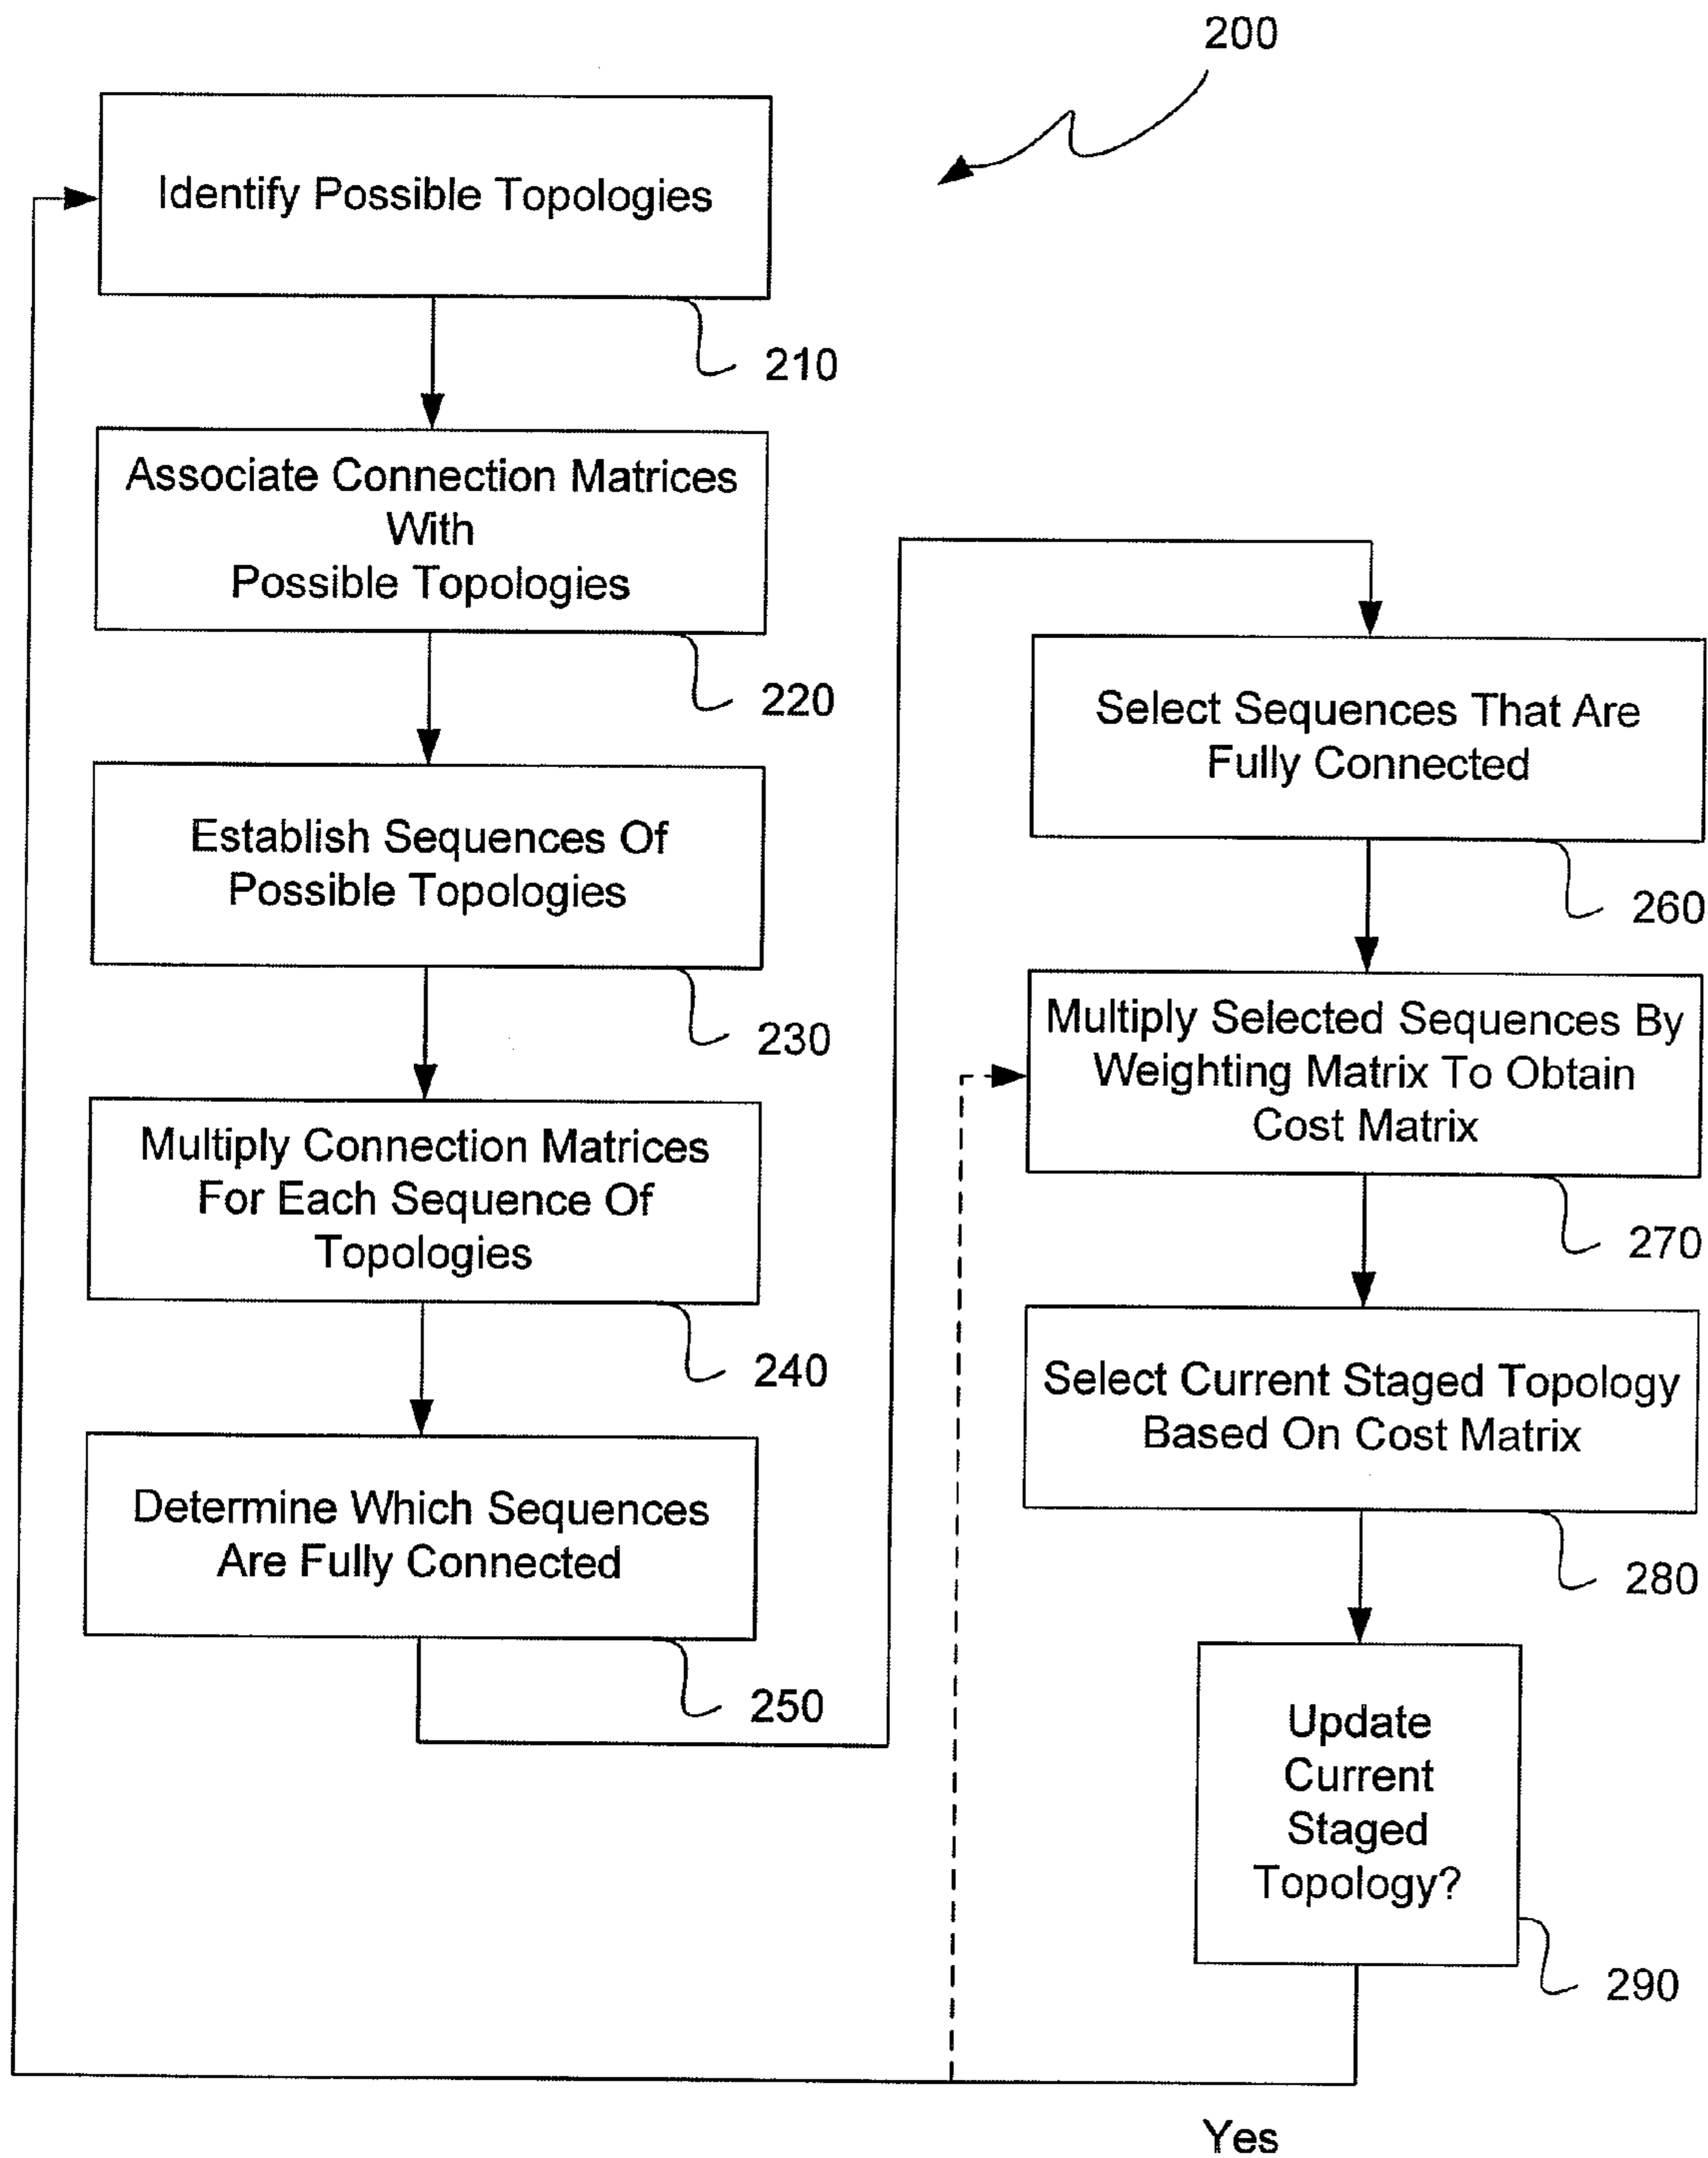 200
Identify Possible Topologies
210
Associate Connection Matrices
With
Possible Topologies
220
Establish Sequences Of
Possible Topologies
230
Multiply Connection Matrices
For Each Sequence Of
Topologies
240
Determine Which Sequences
Are Fully Connected
250
Select Sequences That Are
Fully Connected
260
Multiply Selected Sequences By
Weighting Matrix To Obtain
Cost Matrix
270
Select Current Staged Topology
Based On Cost Matrix
280
Update
Current
Staged
Topology?
290
Yes